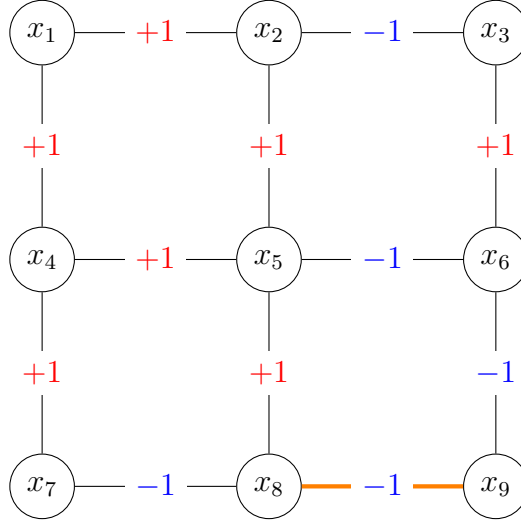 x₁ +1 x₂ −1 x₃
+1 +1 +1
x₄ +1 x₅ −1 x₆
+1 +1 −1
x₇ −1 x₈ −1 x₉